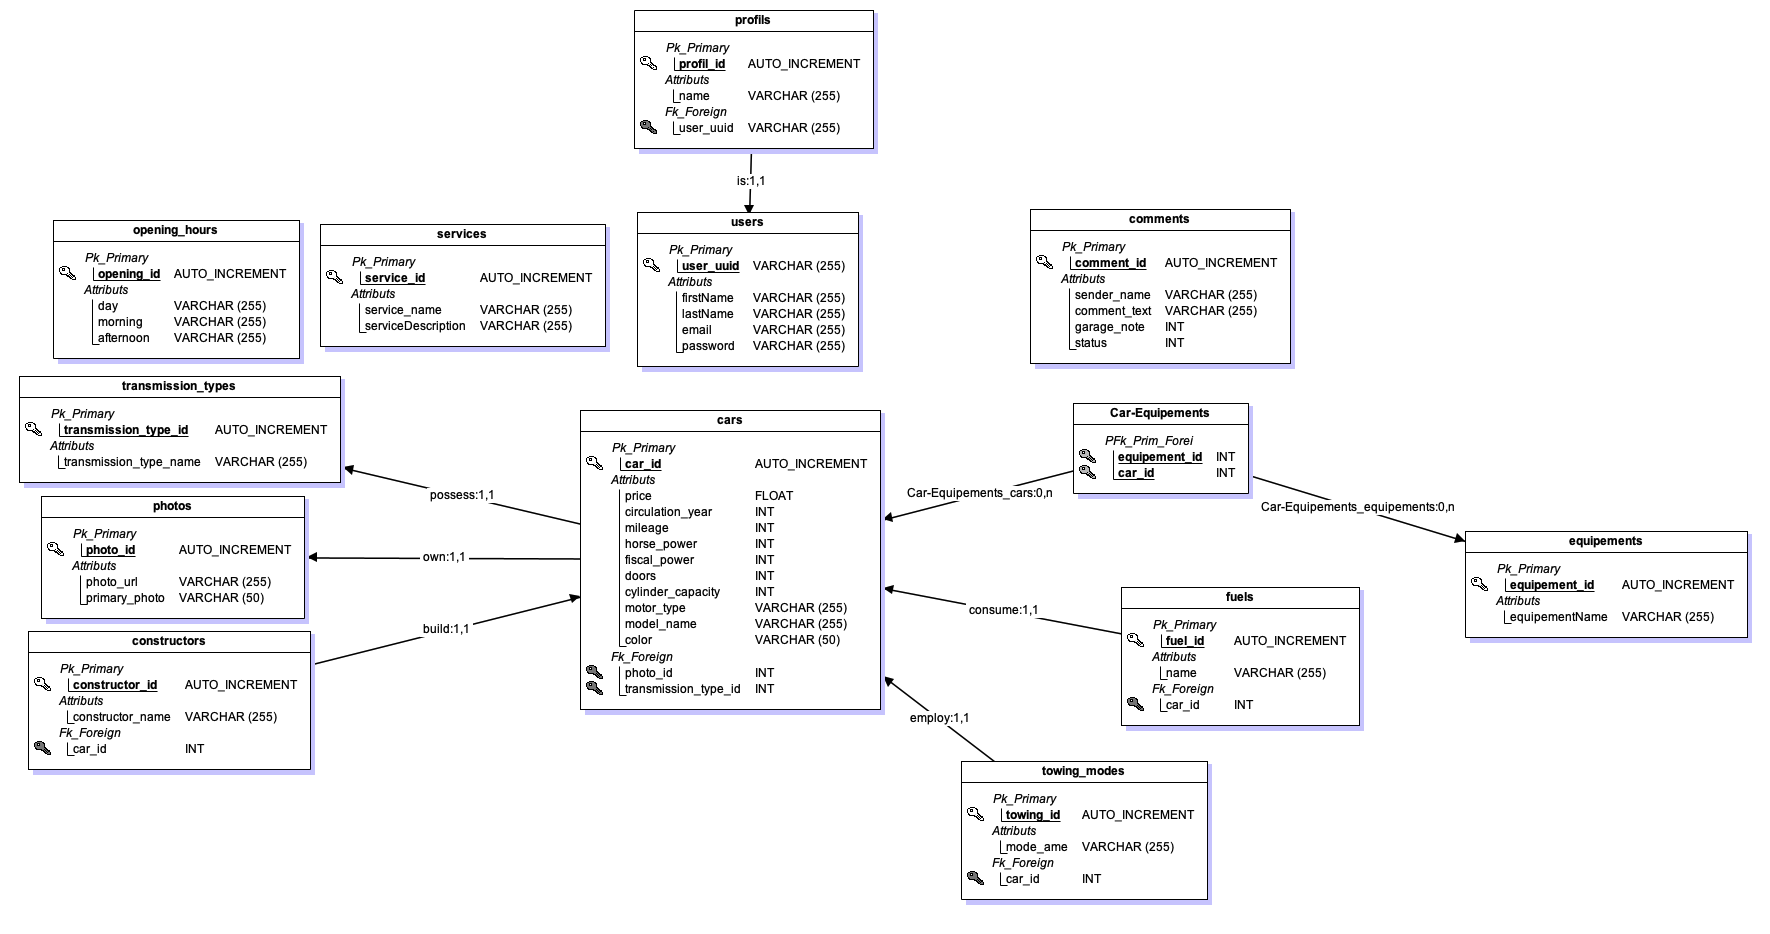 profils
Pk_Primary
profil_id AUTO_INCREMENT
Attributs
name VARCHAR (255)
Fk_Foreign
user_uuid VARCHAR (255)
is:1,1
opening_hours
Pk_Primary
opening_id AUTO_INCREMENT
Attributs
day VARCHAR (255)
morning VARCHAR (255)
afternoon VARCHAR (255)
services
Pk_Primary
service_id AUTO_INCREMENT
Attributs
service_name VARCHAR (255)
serviceDescription VARCHAR (255)
users
Pk_Primary
user_uuid VARCHAR (255)
Attributs
firstName VARCHAR (255)
lastName VARCHAR (255)
email VARCHAR (255)
password VARCHAR (255)
comments
Pk_Primary
comment_id AUTO_INCREMENT
Attributs
sender_name VARCHAR (255)
comment_text VARCHAR (255)
garage_note INT
status INT
transmission_types
Pk_Primary
transmission_type_id AUTO_INCREMENT
Attributs
transmission_type_name VARCHAR (255)
possess:1,1
photos
Pk_Primary
photo_id AUTO_INCREMENT
Attributs
photo_url VARCHAR (255)
primary_photo VARCHAR (50)
own:1,1
constructors
Pk_Primary
constructor_id AUTO_INCREMENT
Attributs
constructor_name VARCHAR (255)
Fk_Foreign
car_id INT
build:1,1
cars
Pk_Primary
car_id AUTO_INCREMENT
Attributs
price FLOAT
circulation_year INT
mileage INT
horse_power INT
fiscal_power INT
doors INT
cylinder_capacity INT
motor_type VARCHAR (255)
model_name VARCHAR (255)
color VARCHAR (50)
Fk_Foreign
photo_id INT
transmission_type_id INT
Car-Equipements
PFk_Prim_Forei
equipement_id INT
car_id INT
Car-Equipements_cars:0,n
Car-Equipements_equipements:0,n
equipements
Pk_Primary
equipement_id AUTO_INCREMENT
Attributs
equipementName VARCHAR (255)
consume:1,1
fuels
Pk_Primary
fuel_id AUTO_INCREMENT
Attributs
name VARCHAR (255)
Fk_Foreign
car_id INT
employ:1,1
towing_modes
Pk_Primary
towing_id AUTO_INCREMENT
Attributs
mode_ame VARCHAR (255)
Fk_Foreign
car_id INT